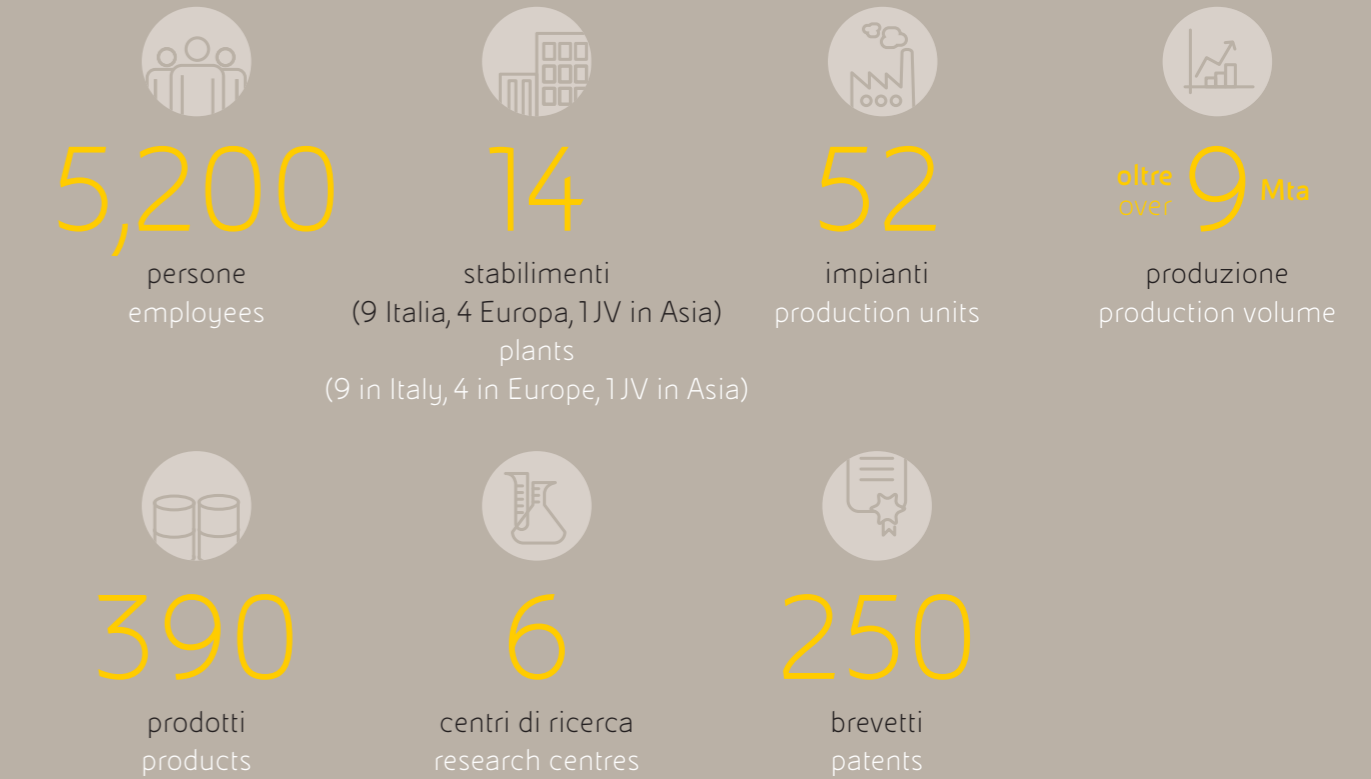 5,200
persone
employees
14
stabilimenti
(9 Italia, 4 Europa, 1 JV in Asia)
plants
(9 in Italy, 4 in Europe, 1 JV in Asia)
52
impianti
production units
oltre
over
9 Mta
produzione
production volume
390
prodotti
products
6
centri di ricerca
research centres
250
brevetti
patents